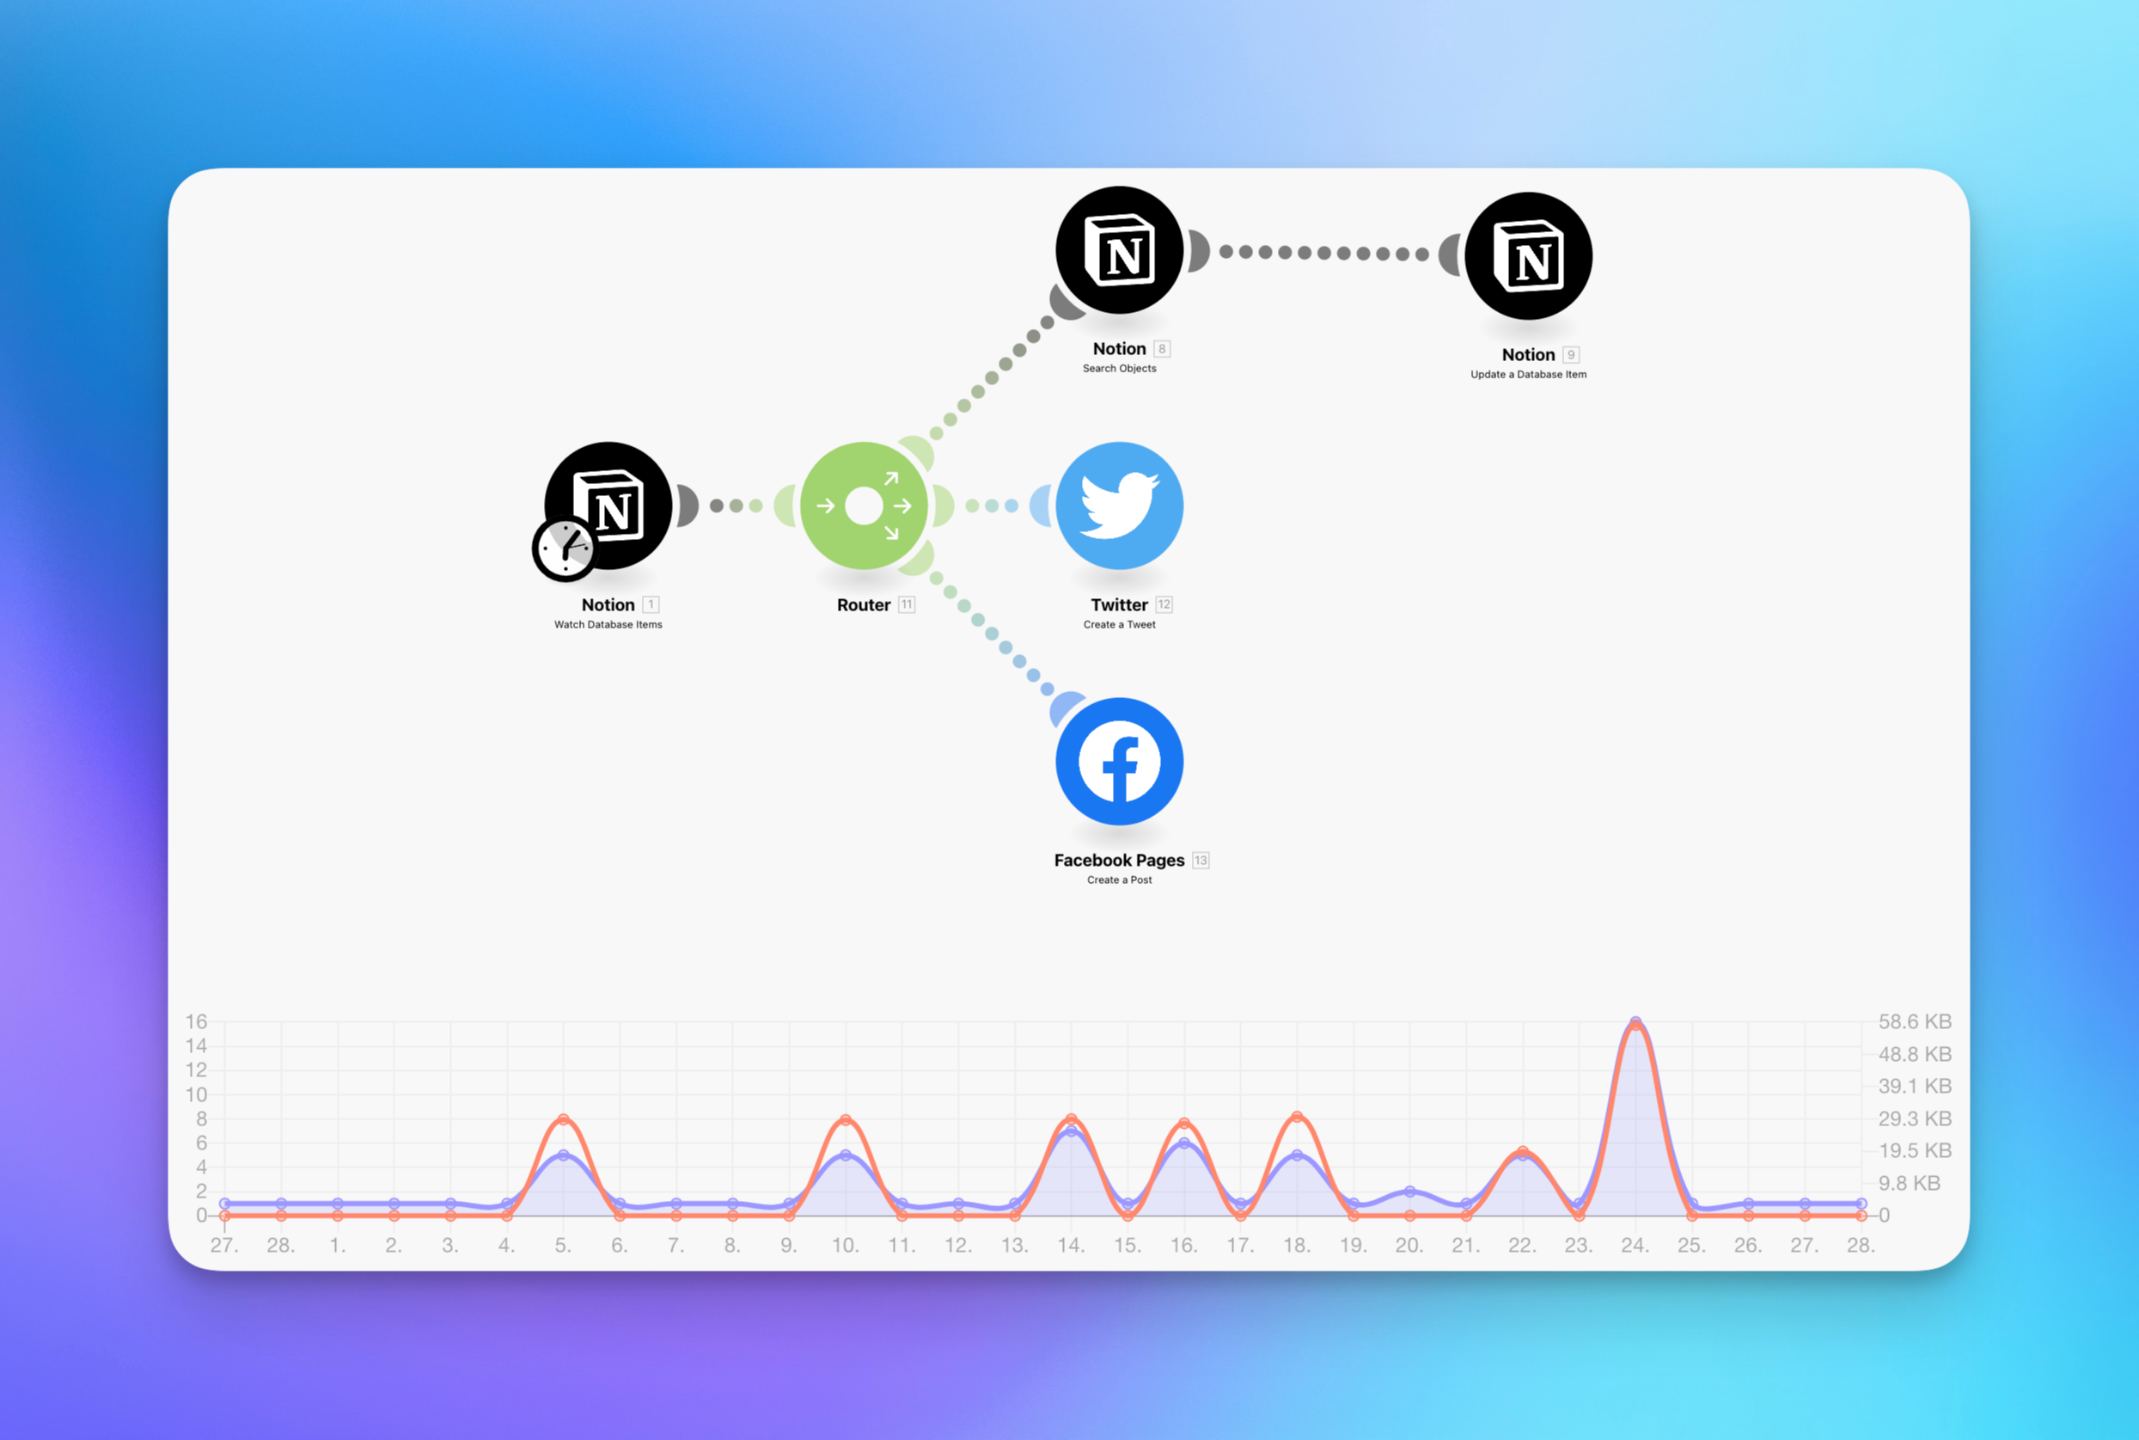 N
N
Notion 8
Search Objects
Notion 9
Update a Database Item
N
Notion 1
Watch Database Items
Router 11
Twitter 12
Create a Tweet
f
Facebook Pages 13
Create a Post
16
14
12
10
8
6
4
2
0
58.6 KB
48.8 KB
39.1 KB
29.3 KB
19.5 KB
9.8 KB
0
27. 28. 1. 2. 3. 4. 5. 6. 7. 8. 9. 10. 11. 12. 13. 14. 15. 16. 17. 18. 19. 20. 21. 22. 23. 24. 25. 26. 27. 28.